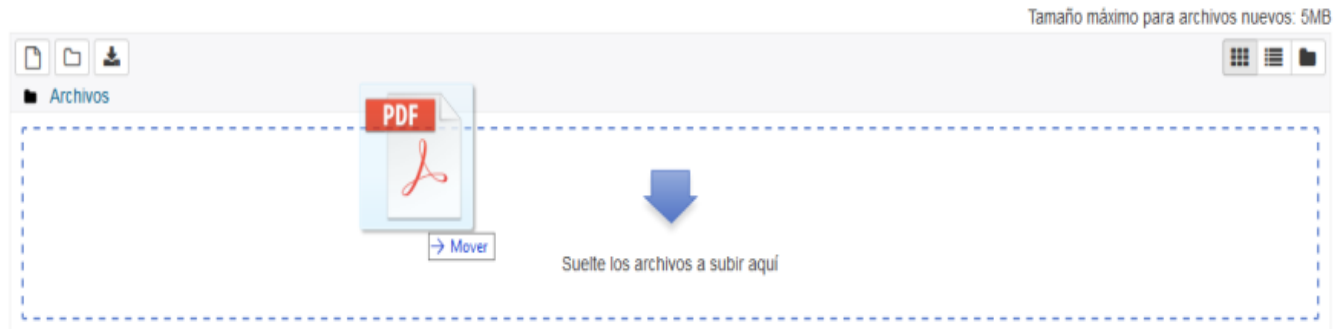 Tamaño máximo para archivos nuevos: 5MB
Archivos
PDF
Mover
Suelte los archivos a subir aquí